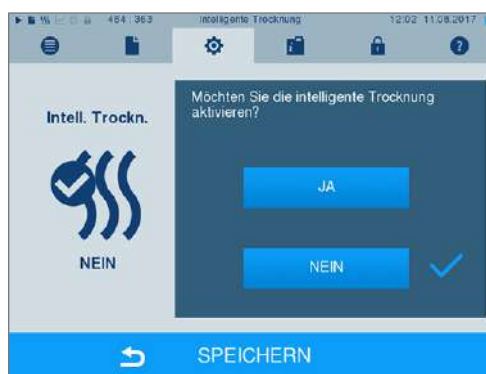 464 363 Intelligente Trocknung 12:02 11.08.2017
Intell. Trockn.
NEIN
Möchten Sie die intelligente Trocknung
aktivieren?
JA
NEIN
SPEICHERN